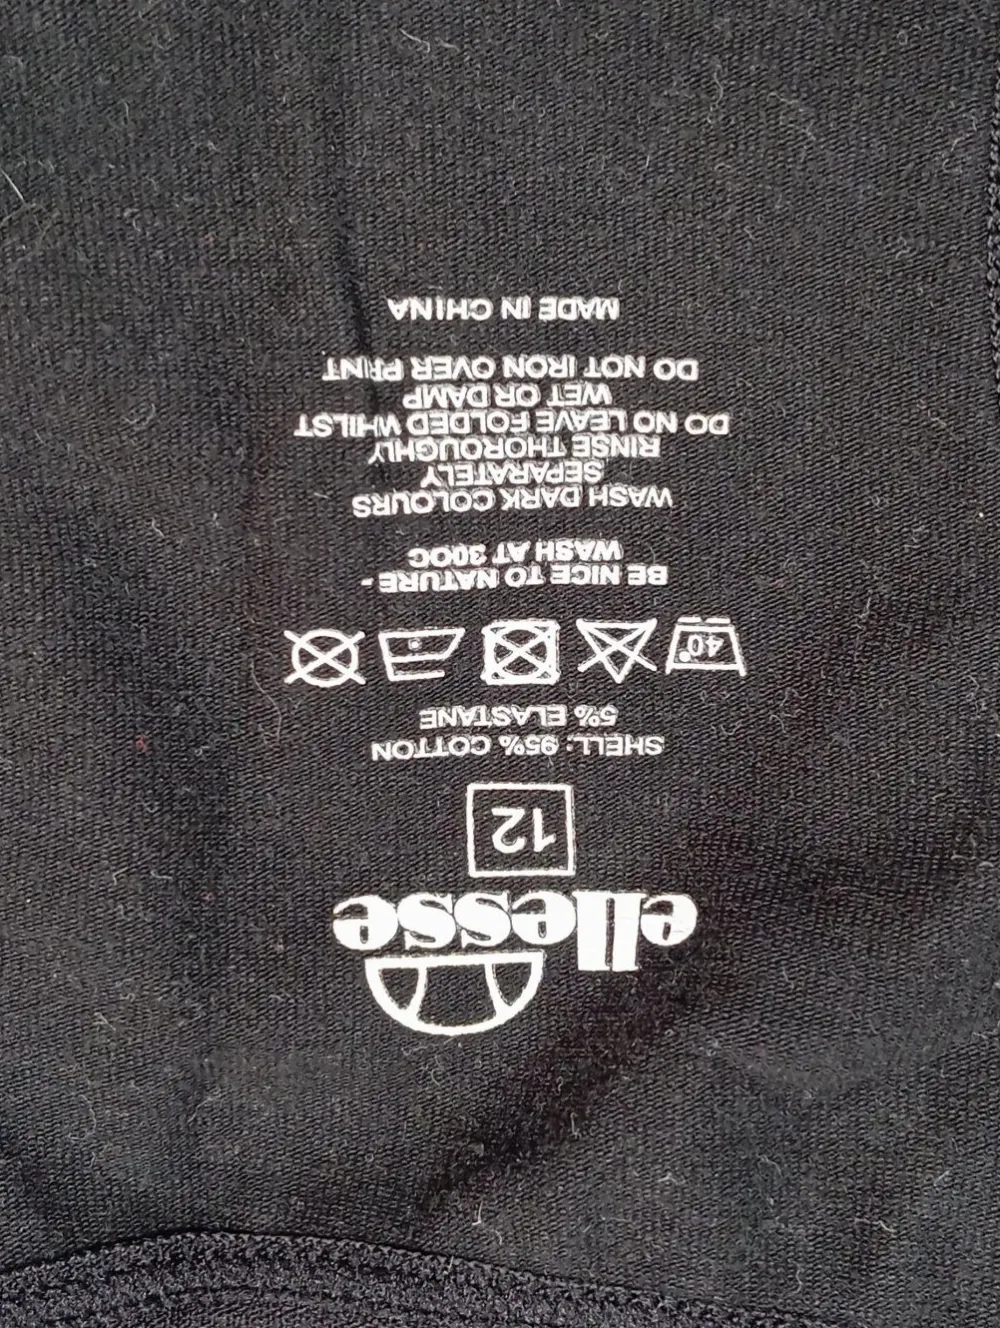 ellesse
12
SHELL: 95% COTTON
5% ELASTANE
40°
BE NICE TO NATURE -
WASH AT 30OC
WASH DARK COLOURS
SEPARATELY
RINSE THOROUGHLY
DO NO LEAVE FOLDED WHILST
WET OR DAMP
DO NOT IRON OVER PRINT
MADE IN CHINA